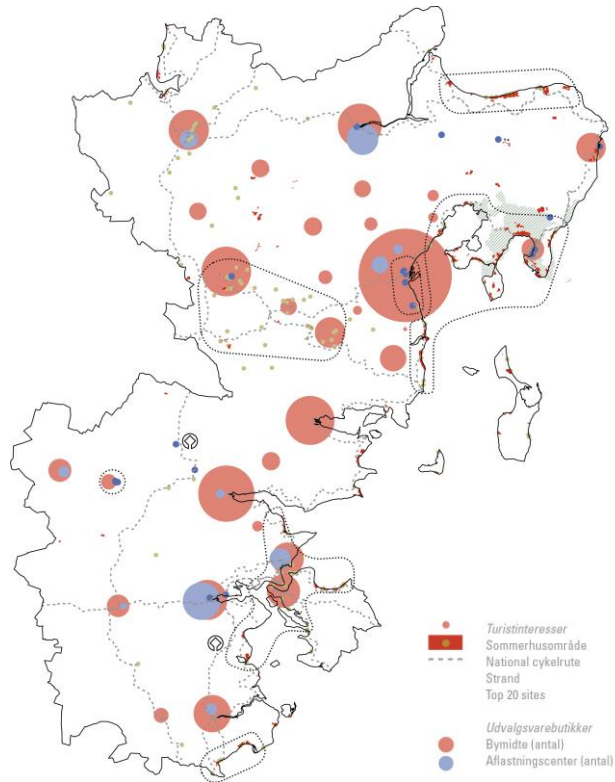 Turistinteresser
Sommerhusområde
National cykelrute
Strand
Top 20 sites
Udvalgsvarebutikker
Bymidte (antal)
Aflastningscenter (antal)